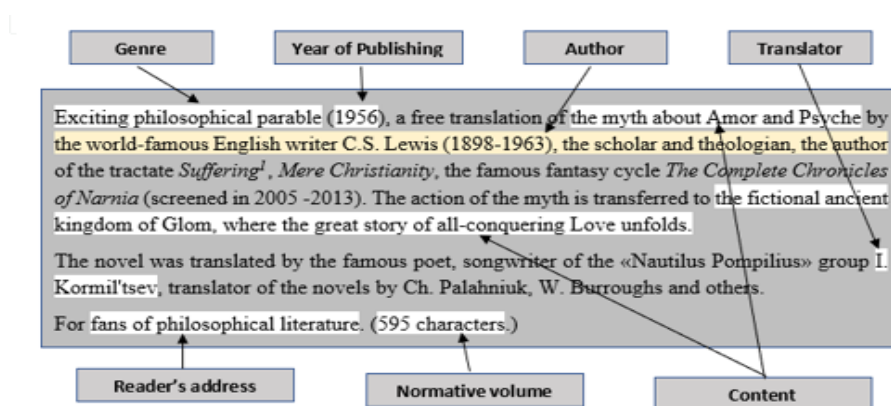 Genre
Year of Publishing
Author
Translator
Exciting philosophical parable (1956), a free translation of the myth about Amor and Psyche by
the world-famous English writer C.S. Lewis (1898-1963), the scholar and theologian, the author
of the tractate Suffering¹, Mere Christianity, the famous fantasy cycle The Complete Chronicles
of Narnia (screened in 2005 -2013). The action of the myth is transferred to the fictional ancient
kingdom of Glom, where the great story of all-conquering Love unfolds.
The novel was translated by the famous poet, songwriter of the «Nautilus Pompilius» group I.
Kormil'tsev, translator of the novels by Ch. Palahniuk, W. Burroughs and others.
For fans of philosophical literature. (595 characters.)
Reader's address
Normative volume
Content